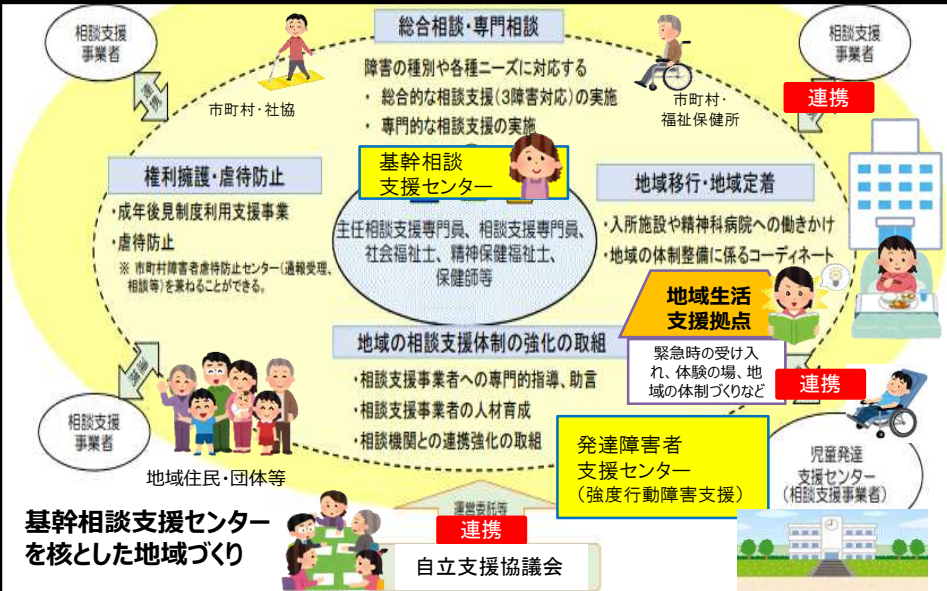 相談支援
事業者
総合相談・専門相談
相談支援
事業者
連携
市町村・社協
障害の種別や各種ニーズに対応する
・ 総合的な相談支援(3障害対応)の実施
・ 専門的な相談支援の実施
市町村・
福祉保健所
連携
基幹相談
支援センター
権利擁護・虐待防止
・成年後見制度利用支援事業
・虐待防止
※ 市町村障害者虐待防止センター(通報受理、
相談等)を兼ねることができる。
主任相談支援専門員、相談支援専門員、
社会福祉士、精神保健福祉士、
保健師等
地域移行・地域定着
・入所施設や精神科病院への働きかけ
・地域の体制整備に係るコーディネート
地域生活
支援拠点
緊急時の受け入
れ、体験の場、地
域の体制づくりなど
連携
地域の相談支援体制の強化の取組
・相談支援事業者への専門的指導、助言
・相談支援事業者の人材育成
・相談機関との連携強化の取組
連携
相談支援
事業者
地域住民・団体等
発達障害者
支援センター
(強度行動障害支援)
児童発達
支援センター
(相談支援事業者)
基幹相談支援センター
を核とした地域づくり
運営委託等
連携
自立支援協議会